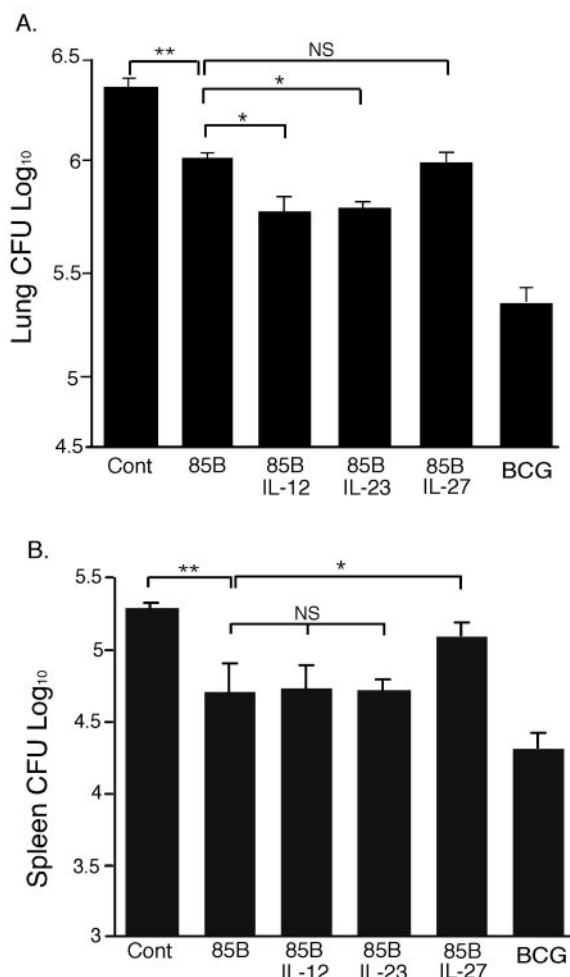 A.
Lung CFU Log₁₀
6.5
6
5.5
5
4.5
**
NS
*
*
Cont
85B
85B
IL-12
85B
IL-23
85B
IL-27
BCG
B.
Spleen CFU Log₁₀
5.5
5
4.5
4
3.5
3
**
*
NS
Cont
85B
85B
IL-12
85B
IL-23
85B
IL-27
BCG